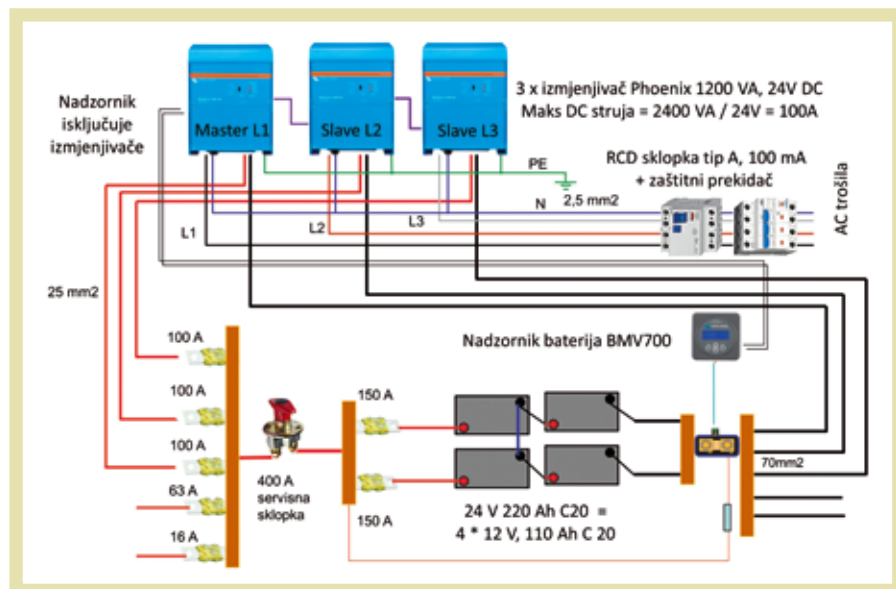 3 x izmjenjivač Phoenix 1200 VA, 24V DC
Maks DC struja = 2400 VA / 24V = 100A
Nadzornik
isključuje
izmjenjivače
Master L1
Slave L2
Slave L3
RCD sklopka tip A, 100 mA
+ zaštitni prekidač
PE
N
2,5 mm2
L1
L2
L3
AC trošila
25 mm2
Nadzornik baterija BMV700
100 A
100 A
100 A
63 A
16 A
400 A
servisna
sklopka
150 A
150 A
70mm2
24 V 220 Ah C20 =
4 * 12 V, 110 Ah C 20